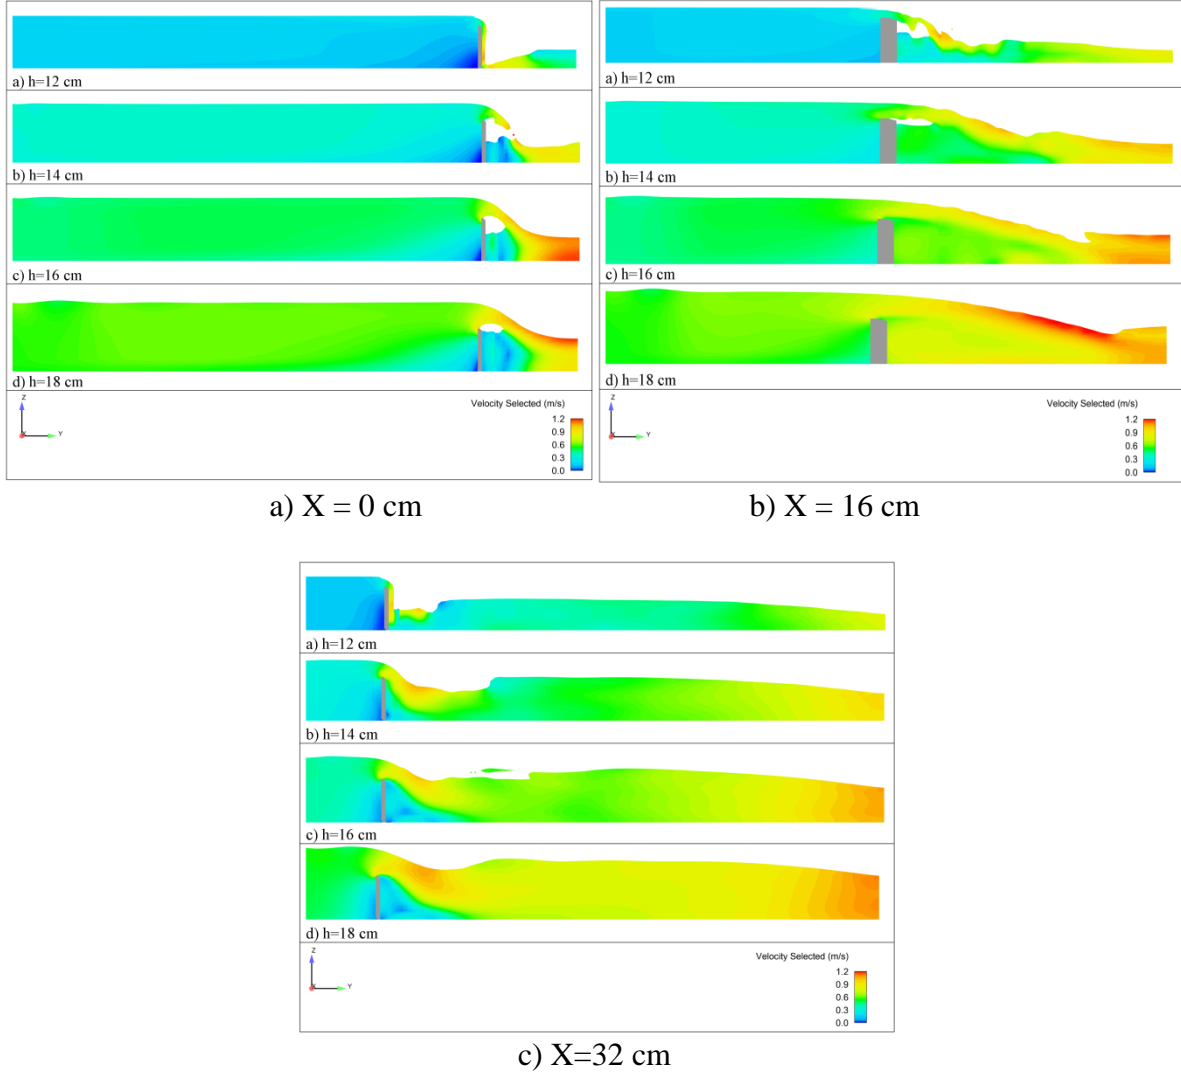 a) h=12 cm
b) h=14 cm
c) h=16 cm
d) h=18 cm
Z
X
Y
Velocity Selected (m/s)
1.2
0.9
0.6
0.3
0.0
a) X = 0 cm
a) h=12 cm
b) h=14 cm
c) h=16 cm
d) h=18 cm
Z
X
Y
Velocity Selected (m/s)
1.2
0.9
0.6
0.3
0.0
b) X = 16 cm
a) h=12 cm
b) h=14 cm
c) h=16 cm
d) h=18 cm
Z
X
Y
Velocity Selected (m/s)
1.2
0.9
0.6
0.3
0.0
c) X=32 cm